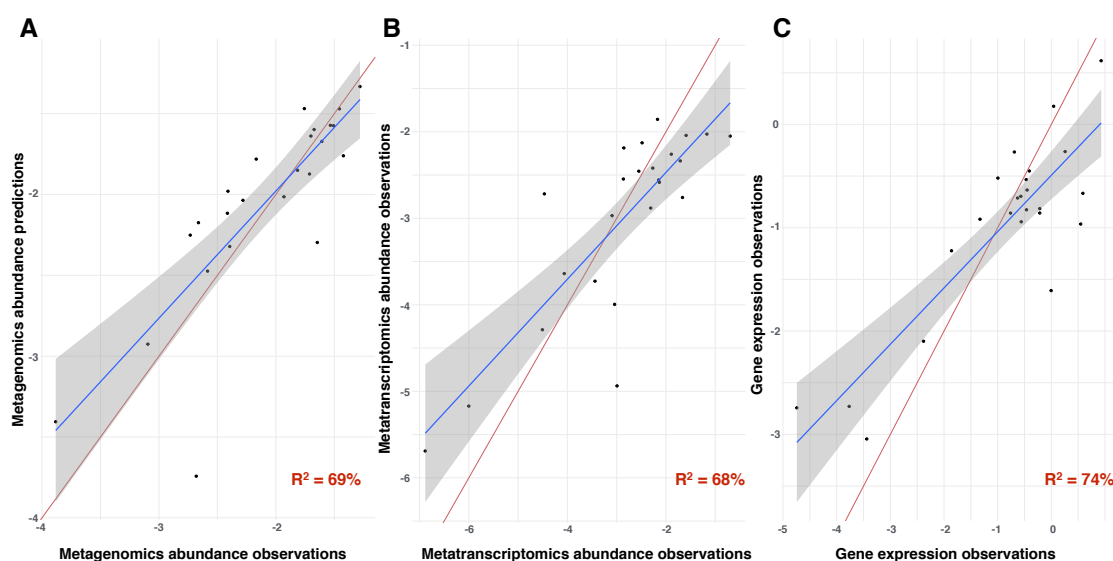 A
B
C
Metagenomics abundance predictions
-2
-3
-4
-4
-3
-2
R² = 69%
Metagenomics abundance observations
Metatranscriptomics abundance observations
-1
-2
-3
-4
-5
-6
-6
-4
-2
R² = 68%
Metatranscriptomics abundance observations
Gene expression observations
0
-1
-2
-3
-5
-4
-3
-2
-1
0
R² = 74%
Gene expression observations